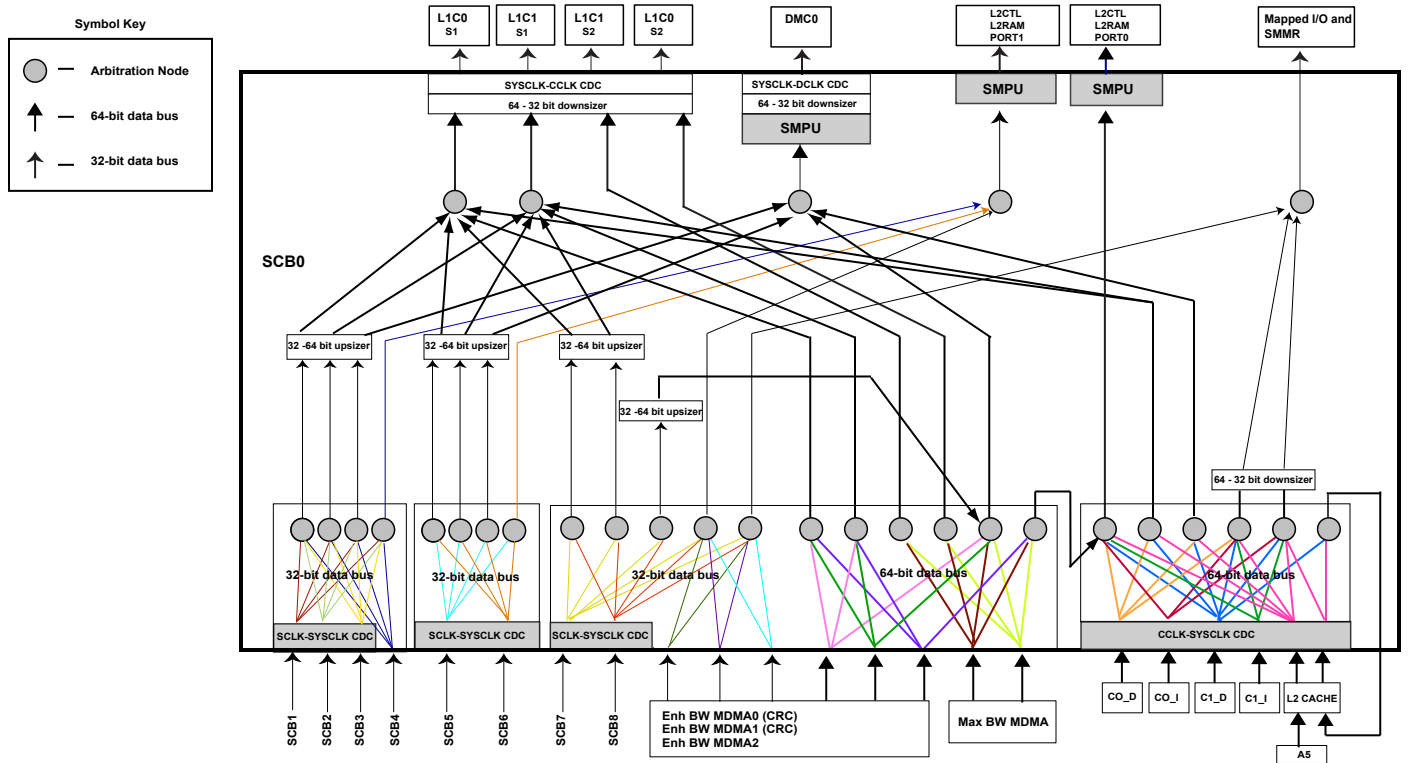 Symbol Key
Arbitration Node
64-bit data bus
32-bit data bus
L1C0
S1
L1C1
S1
L1C1
S2
L1C0
S2
DMC0
L2CTL
L2RAM
PORT1
L2CTL
L2RAM
PORT0
Mapped I/O and
SMMR
SYSCLK-CCLK CDC
64 - 32 bit downsizer
SYSCLK-DCLK CDC
64 - 32 bit downsizer
SMPU
SMPU
SMPU
SCB0
32 -64 bit upsizer
32 -64 bit upsizer
32 -64 bit upsizer
32 -64 bit upsizer
64 - 32 bit downsizer
32-bit data bus
32-bit data bus
32-bit data bus
64-bit data bus
64-bit data bus
SCLK-SYSCLK CDC
SCLK-SYSCLK CDC
SCLK-SYSCLK CDC
CCLK-SYSCLK CDC
SCB1
SCB2
SCB3
SCB4
SCB5
SCB6
SCB7
SCB8
Enh BW MDMA0 (CRC)
Enh BW MDMA1 (CRC)
Enh BW MDMA2
Max BW MDMA
CO_D
CO_I
C1_D
C1_I
L2 CACHE
A5